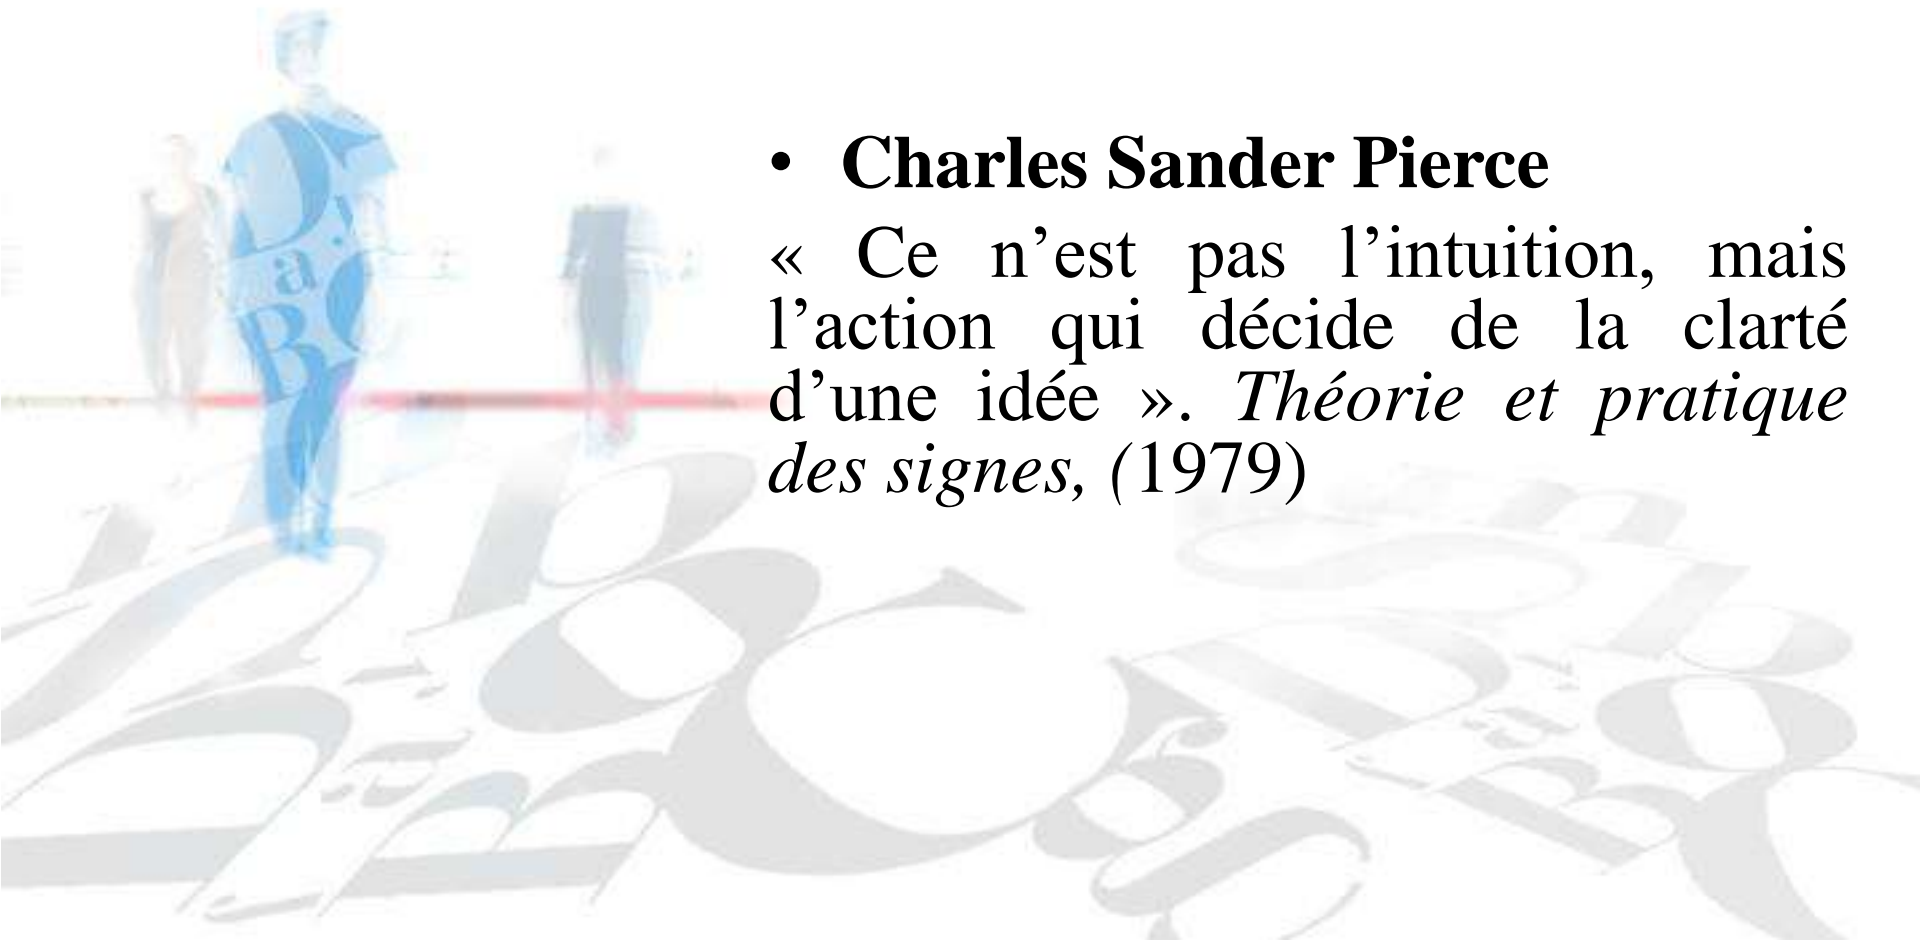 • Charles Sander Pierce
« Ce n’est pas l’intuition, mais
l’action qui décide de la clarté
d’une idée ». Théorie et pratique
des signes, (1979)